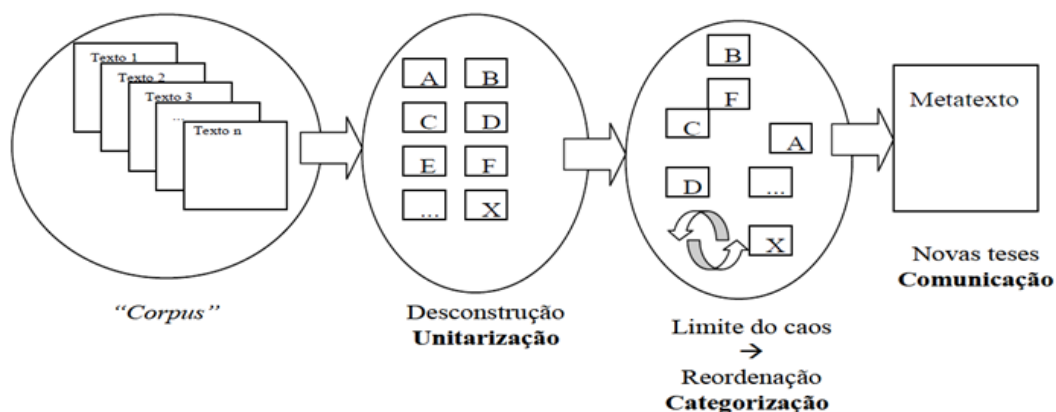 Texto 1
Texto 2
Texto 3
...
Texto n
“Corpus”
A B
C D
E F
... X
Desconstrução
Unitarização
B
F
C
A
D
...
X
Limite do caos
→
Reordenação
Categorização
Metatexto
Novas teses
Comunicação